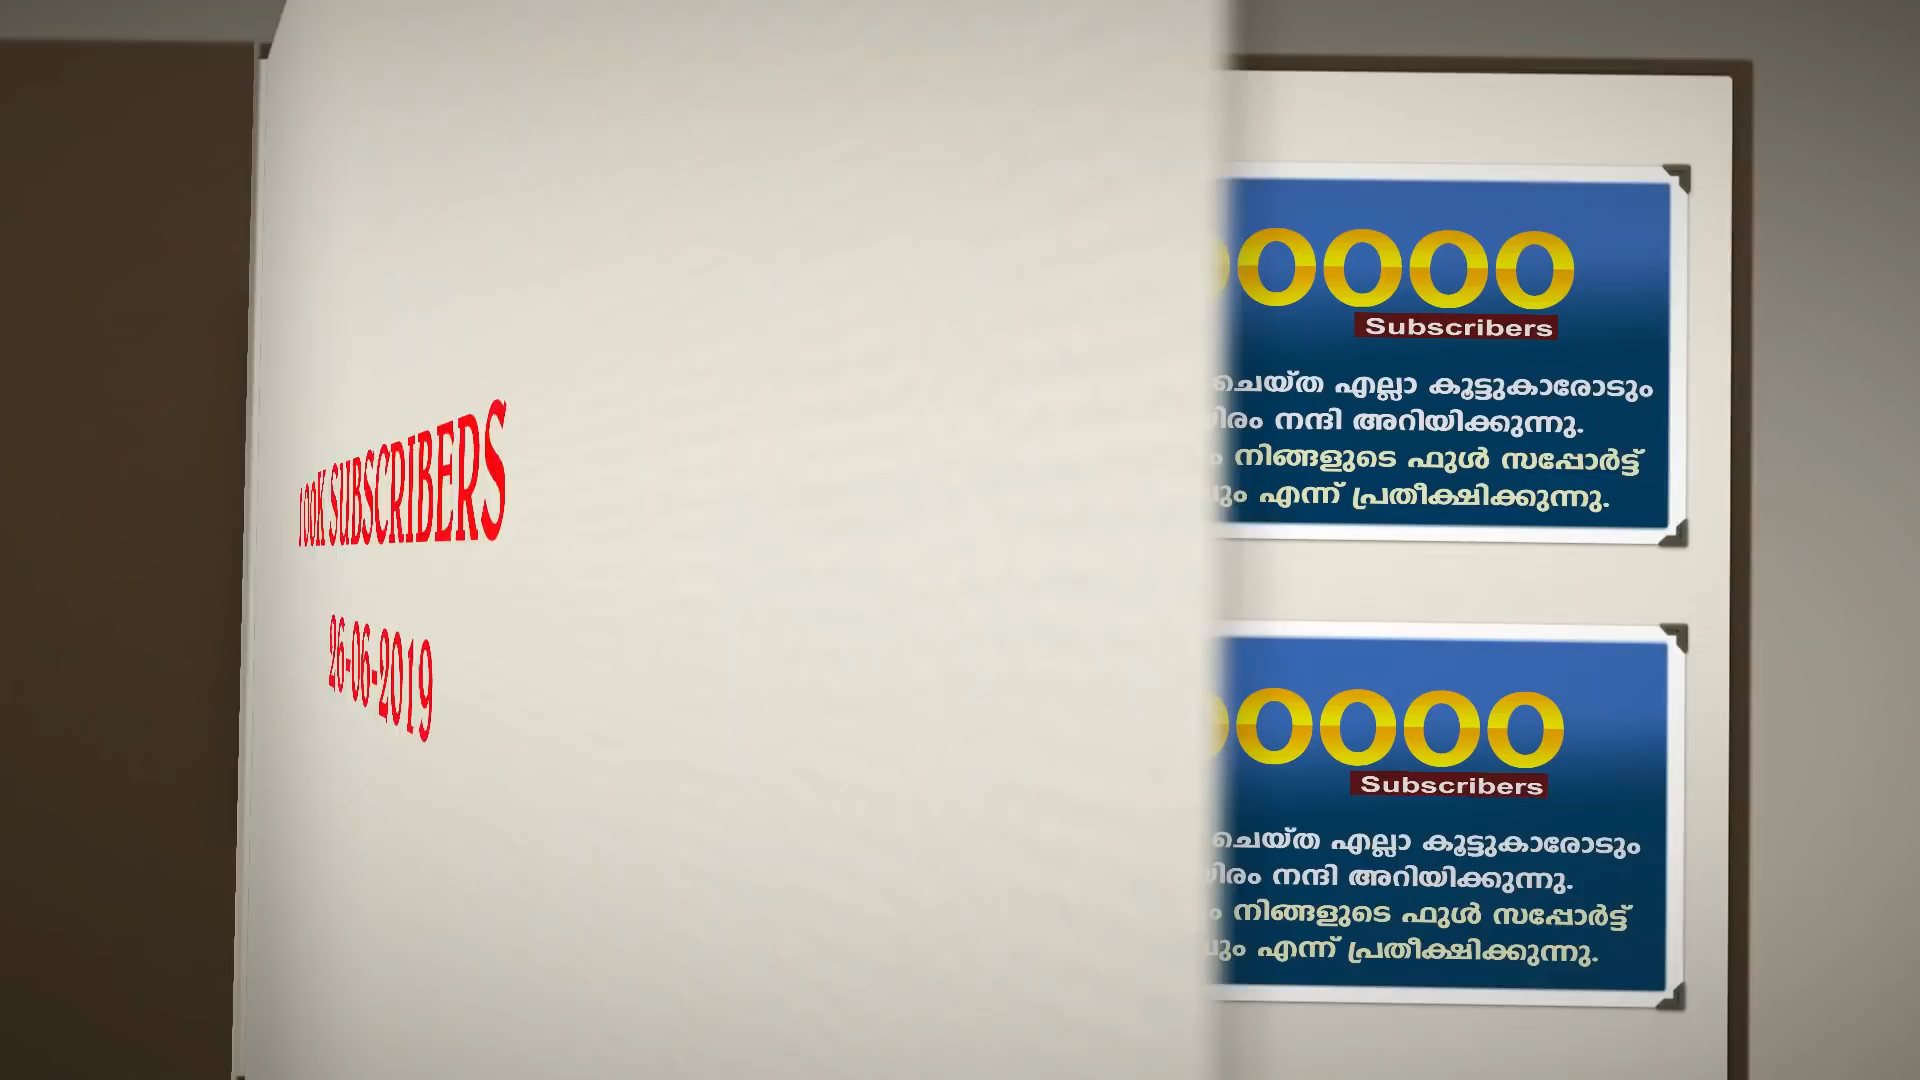 100K SUBSCRIBERS
26-06-2019
0000
Subscribers
ചെയ്ത എല്ലാ കൂട്ടുകാരോടും
നന്ദി അറിയിക്കുന്നു.
നിങ്ങളുടെ ഫുൾ സപ്പോർട്ട്
എന്ന് പ്രതീക്ഷിക്കുന്നു.
0000
Subscribers
ചെയ്ത എല്ലാ കൂട്ടുകാരോടും
നന്ദി അറിയിക്കുന്നു.
നിങ്ങളുടെ ഫുൾ സപ്പോർട്ട്
എന്ന് പ്രതീക്ഷിക്കുന്നു.